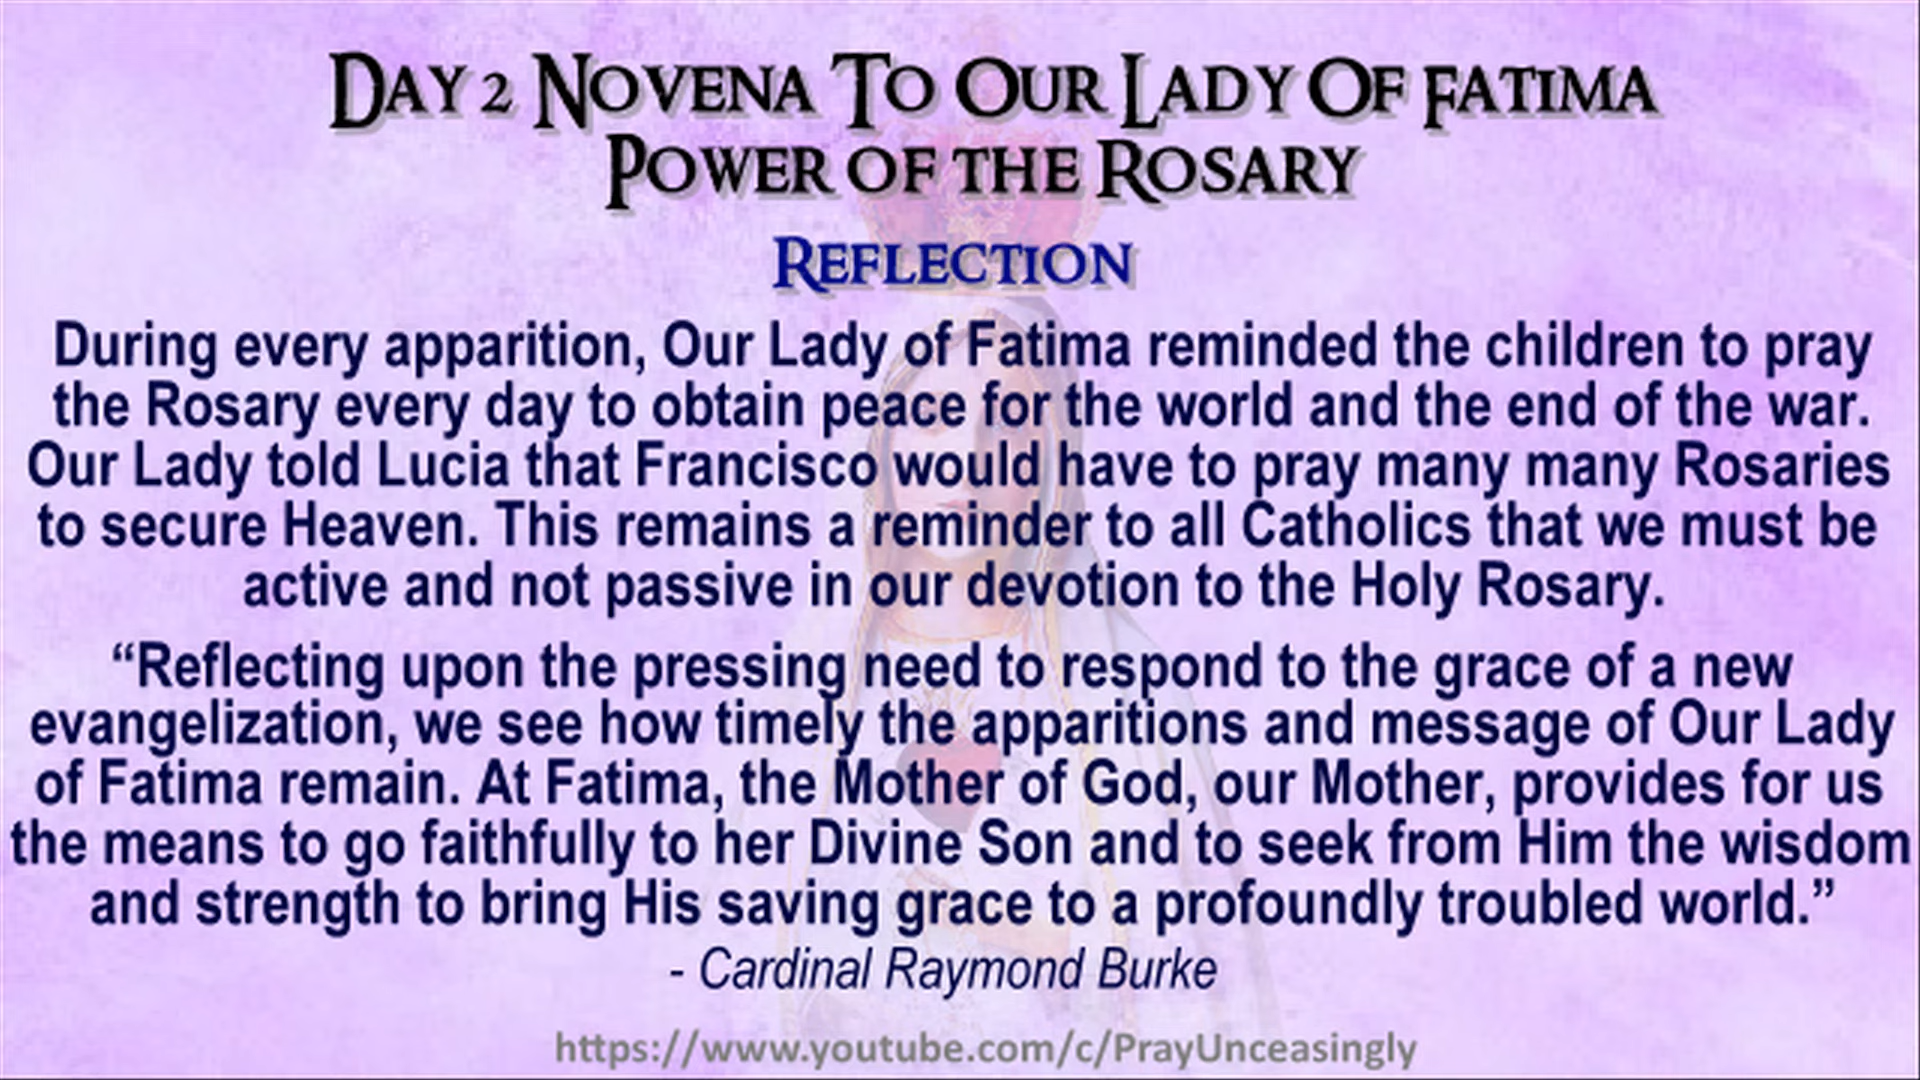 Day 2 Novena To Our Lady Of Fatima
Power of the Rosary
Reflection
During every apparition, Our Lady of Fatima reminded the children to pray
the Rosary every day to obtain peace for the world and the end of the war.
Our Lady told Lucia that Francisco would have to pray many many Rosaries
to secure Heaven. This remains a reminder to all Catholics that we must be
active and not passive in our devotion to the Holy Rosary.
“Reflecting upon the pressing need to respond to the grace of a new
evangelization, we see how timely the apparitions and message of Our Lady
of Fatima remain. At Fatima, the Mother of God, our Mother, provides for us
the means to go faithfully to her Divine Son and to seek from Him the wisdom
and strength to bring His saving grace to a profoundly troubled world.”
- Cardinal Raymond Burke
https://www.youtube.com/c/PrayUnceasingly